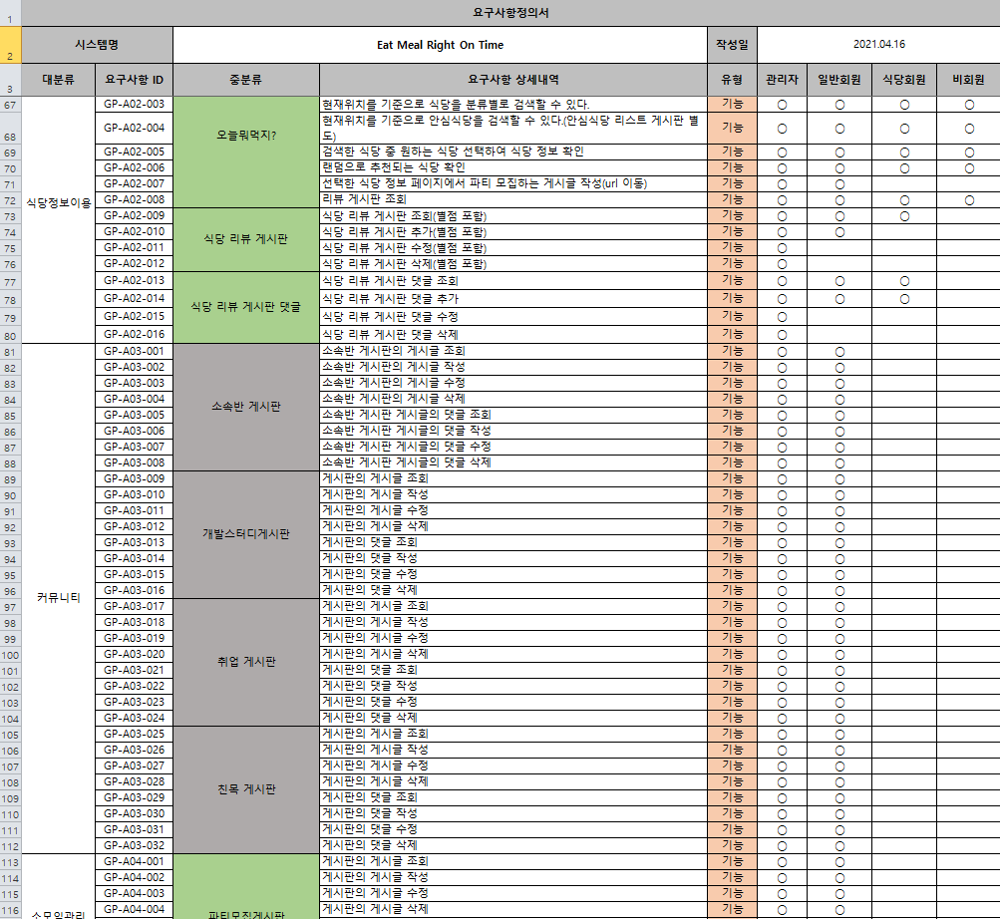 1 요구사항정의서
2 시스템명 Eat Meal Right On Time 작성일 2021.04.16
3 대분류 요구사항 ID 중분류 요구사항 상세내역 유형 관리자 일반회원 식당회원 비회원
67 GP-A02-003 현재위치를 기준으로 식당을 분류별로 검색할 수 있다. 기능 ○ ○ ○ ○
68 GP-A02-004 오늘뭐먹지? 현재위치를 기준으로 안심식당을 검색할 수 있다.(안심식당 리스트 게시판 별
도) 기능 ○ ○ ○ ○
69 GP-A02-005 검색한 식당 중 원하는 식당 선택하여 식당 정보 확인 기능 ○ ○ ○ ○
70 GP-A02-006 랜덤으로 추천되는 식당 확인 기능 ○ ○ ○ ○
71 GP-A02-007 선택한 식당 정보 페이지에서 파티 모집하는 게시글 작성(url 이동) 기능 ○ ○
72 식당정보이용 GP-A02-008 리뷰 게시판 조회 기능 ○ ○ ○ ○
73 GP-A02-009 식당 리뷰 게시판 조회(별점 포함) 기능 ○ ○ ○
74 GP-A02-010 식당 리뷰 게시판 식당 리뷰 게시판 추가(별점 포함) 기능 ○ ○
75 GP-A02-011 식당 리뷰 게시판 수정(별점 포함) 기능 ○
76 GP-A02-012 식당 리뷰 게시판 삭제(별점 포함) 기능 ○
77 GP-A02-013 식당 리뷰 게시판 댓글 조회 기능 ○ ○ ○
78 GP-A02-014 식당 리뷰 게시판 댓글 식당 리뷰 게시판 댓글 추가 기능 ○ ○ ○
79 GP-A02-015 식당 리뷰 게시판 댓글 수정 기능 ○
80 GP-A02-016 식당 리뷰 게시판 댓글 삭제 기능 ○
81 GP-A03-001 소속반 게시판의 게시글 조회 기능 ○ ○
82 GP-A03-002 소속반 게시판의 게시글 작성 기능 ○ ○
83 GP-A03-003 소속반 게시판의 게시글 수정 기능 ○ ○
84 GP-A03-004 소속반 게시판 소속반 게시판의 게시글 삭제 기능 ○ ○
85 GP-A03-005 소속반 게시판 게시글의 댓글 조회 기능 ○ ○
86 GP-A03-006 소속반 게시판 게시글의 댓글 작성 기능 ○ ○
87 GP-A03-007 소속반 게시판 게시글의 댓글 수정 기능 ○ ○
88 GP-A03-008 소속반 게시판 게시글의 댓글 삭제 기능 ○ ○
89 GP-A03-009 게시판의 게시글 조회 기능 ○ ○
90 GP-A03-010 게시판의 게시글 작성 기능 ○ ○
91 GP-A03-011 게시판의 게시글 수정 기능 ○ ○
92 GP-A03-012 개발스터디게시판 게시판의 게시글 삭제 기능 ○ ○
93 GP-A03-013 게시판의 댓글 조회 기능 ○ ○
94 GP-A03-014 게시판의 댓글 작성 기능 ○ ○
95 GP-A03-015 게시판의 댓글 수정 기능 ○ ○
96 커뮤니티 GP-A03-016 게시판의 댓글 삭제 기능 ○ ○
97 GP-A03-017 게시판의 게시글 조회 기능 ○ ○
98 GP-A03-018 게시판의 게시글 작성 기능 ○ ○
99 GP-A03-019 게시판의 게시글 수정 기능 ○ ○
100 GP-A03-020 취업 게시판 게시판의 게시글 삭제 기능 ○ ○
101 GP-A03-021 게시판의 댓글 조회 기능 ○ ○
102 GP-A03-022 게시판의 댓글 작성 기능 ○ ○
103 GP-A03-023 게시판의 댓글 수정 기능 ○ ○
104 GP-A03-024 게시판의 댓글 삭제 기능 ○ ○
105 GP-A03-025 게시판의 게시글 조회 기능 ○ ○
106 GP-A03-026 게시판의 게시글 작성 기능 ○ ○
107 GP-A03-027 게시판의 게시글 수정 기능 ○ ○
108 GP-A03-028 친목 게시판 게시판의 게시글 삭제 기능 ○ ○
109 GP-A03-029 게시판의 댓글 조회 기능 ○ ○
110 GP-A03-030 게시판의 댓글 작성 기능 ○ ○
111 GP-A03-031 게시판의 댓글 수정 기능 ○ ○
112 GP-A03-032 게시판의 댓글 삭제 기능 ○ ○
113 GP-A04-001 게시판의 게시글 조회 기능 ○ ○
114 GP-A04-002 게시판의 게시글 작성 기능 ○ ○
115 GP-A04-003 게시판의 게시글 수정 기능 ○ ○
116 소모임관리 GP-A04-004 파티모집게시판 게시판의 게시글 삭제 기능 ○ ○